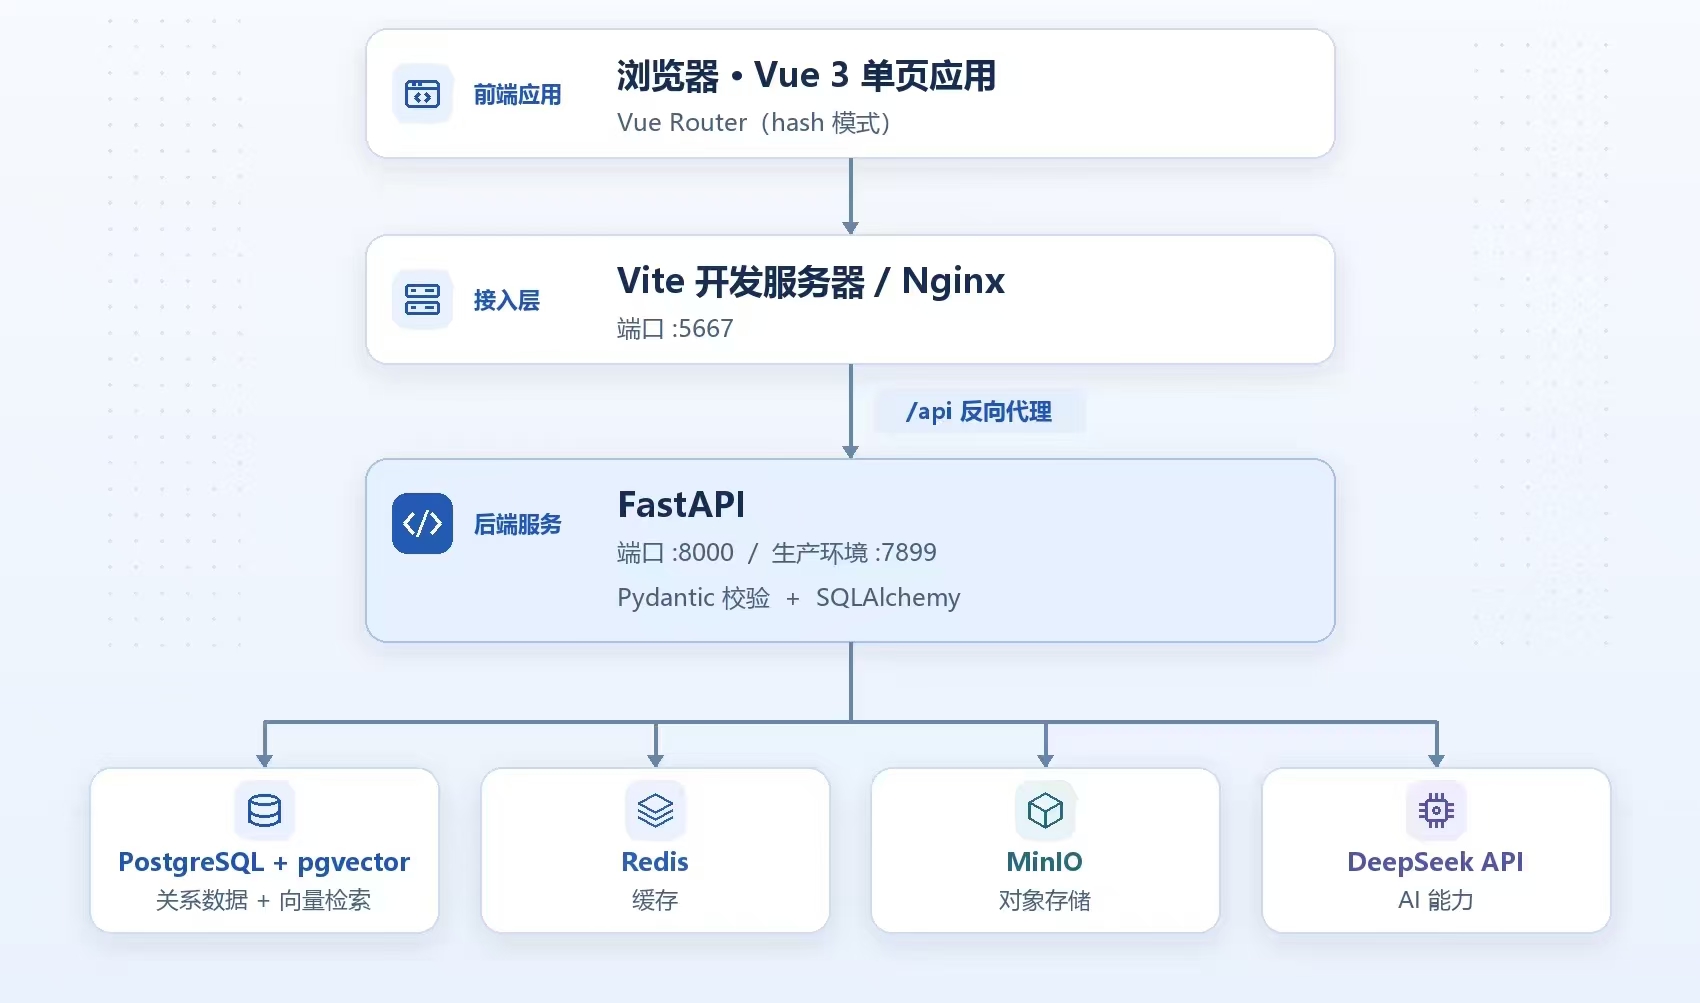 前端应用
浏览器 • Vue 3 单页应用
Vue Router（hash 模式）
接入层
Vite 开发服务器 / Nginx
端口 :5667
/api 反向代理
后端服务
FastAPI
端口 :8000 / 生产环境 :7899
Pydantic 校验 + SQLAlchemy
PostgreSQL + pgvector
关系数据 + 向量检索
Redis
缓存
MinIO
对象存储
DeepSeek API
AI 能力